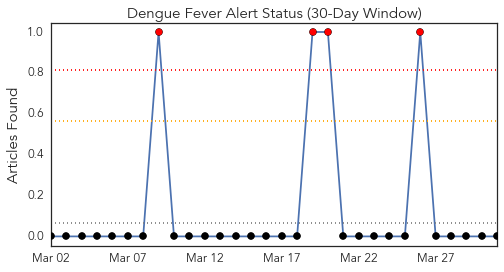 Dengue Fever Alert Status (30-Day Window)
Articles Found
1.0
0.8
0.6
0.4
0.2
0.0
Mar 02 Mar 07 Mar 12 Mar 17 Mar 22 Mar 27